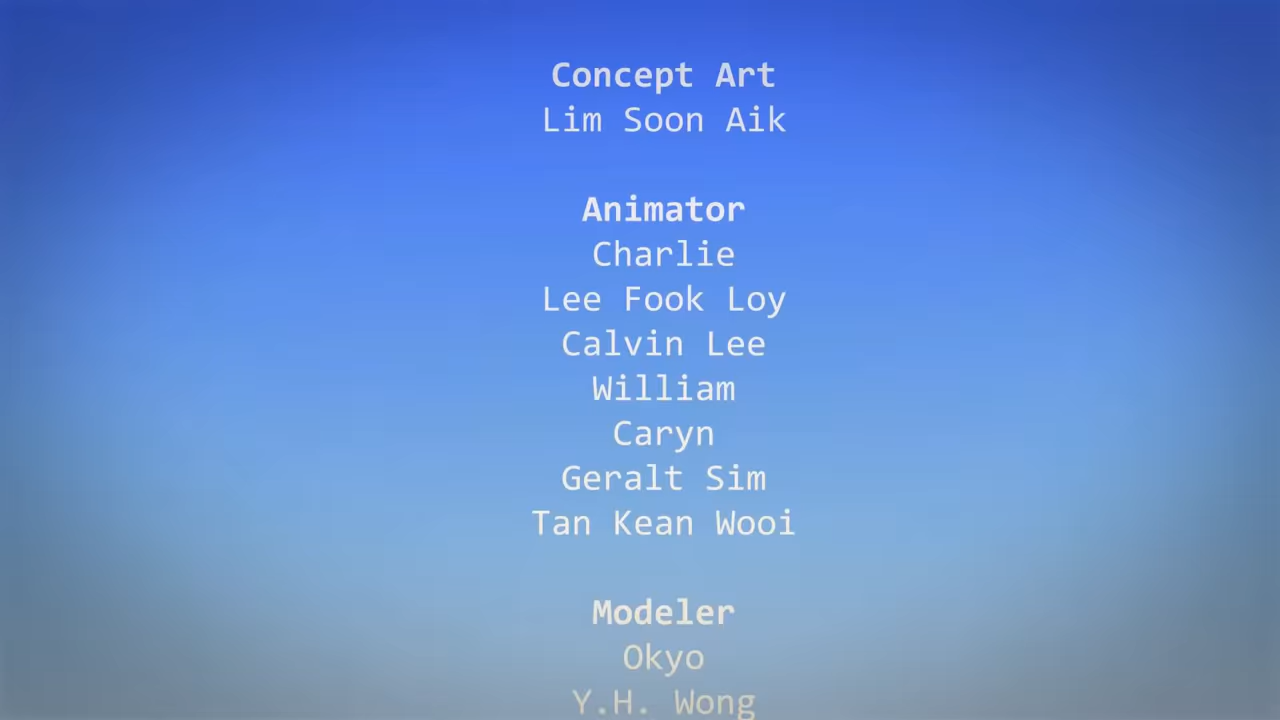 Concept Art
Lim Soon Aik
Animator
Charlie
Lee Fook Loy
Calvin Lee
William
Caryn
Geralt Sim
Tan Kean Wooi
Modeler
Okyo
Y.H. Wong